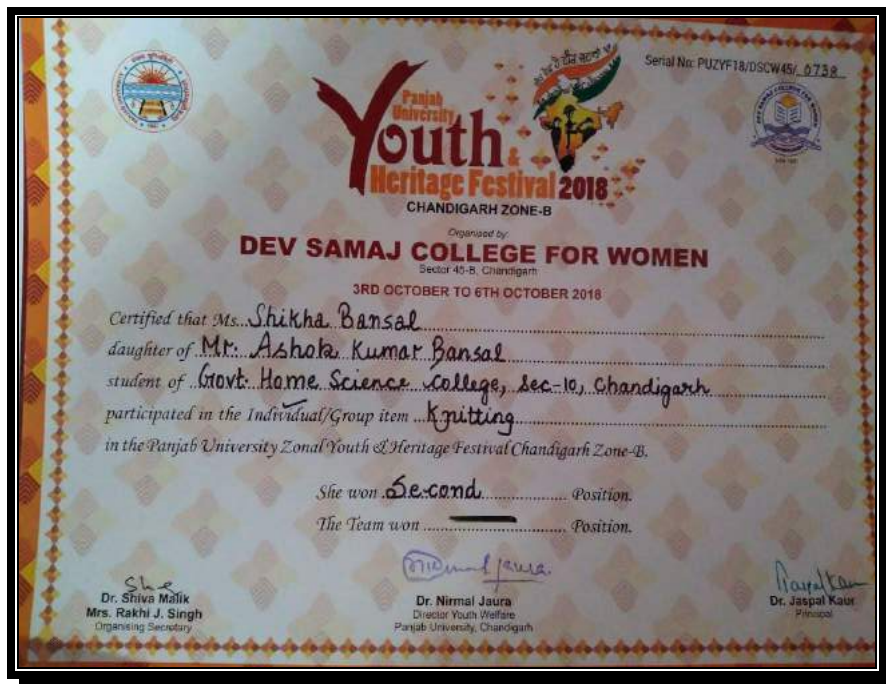 Serial No: PUZYF18/DSCW45/ 0738
Panjab
University
Youth &
Heritage Festival 2018
CHANDIGARH ZONE-B
Organised by:
DEV SAMAJ COLLEGE FOR WOMEN
Sector 45-B, Chandigarh
3RD OCTOBER TO 6TH OCTOBER 2018
Certified that Ms. Shikha Bansal
daughter of Mr. Ashok Kumar Bansal
student of Govt. Home Science College, Sec-10, Chandigarh
participated in the Individual/Group item Knitting
in the Panjab University Zonal Youth & Heritage Festival Chandigarh Zone-B.
She won Second Position.
The Team won — Position.
Dr. Shiva Malik
Mrs. Rakhi J. Singh
Organising Secretary
Nirmal Jaura
Dr. Nirmal Jaura
Director Youth Welfare
Panjab University, Chandigarh
Jaspal Kaur
Dr. Jaspal Kaur
Principal